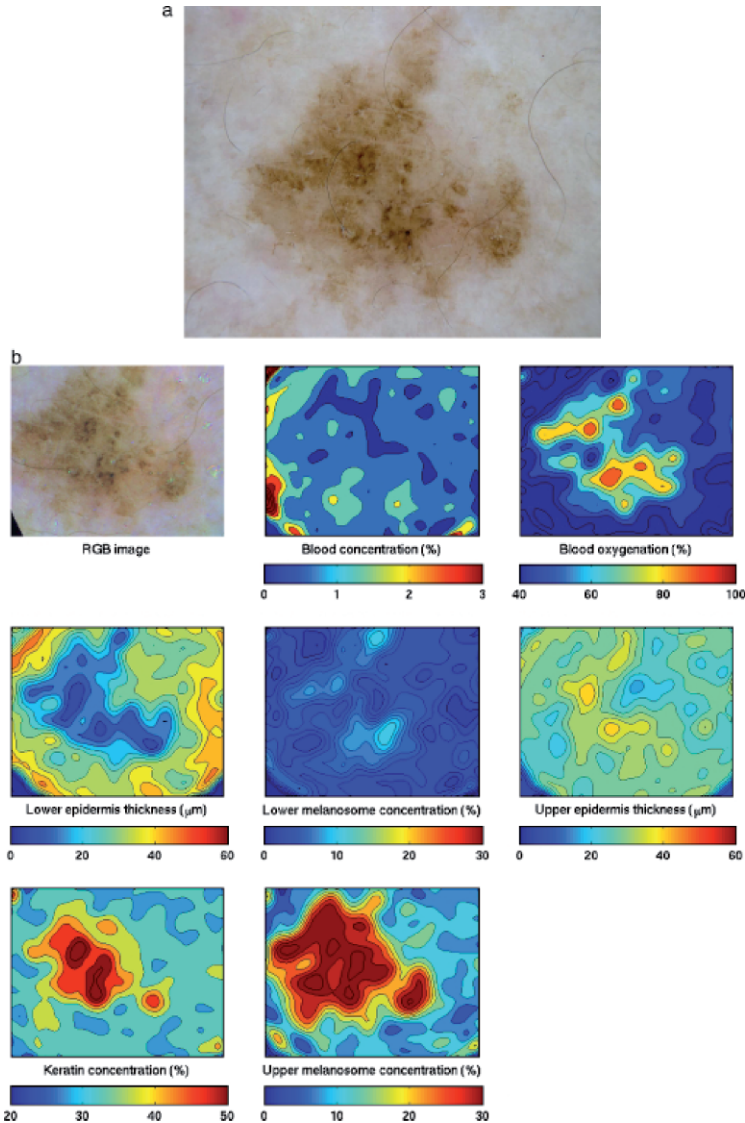 a
b
RGB image
Blood concentration (%)
Blood oxygenation (%)
0 1 2 3
40 60 80 100
Lower epidermis thickness (μm)
Lower melanosome concentration (%)
Upper epidermis thickness (μm)
0 20 40 60
0 10 20 30
0 20 40 60
Keratin concentration (%)
Upper melanosome concentration (%)
20 30 40 50
0 10 20 30